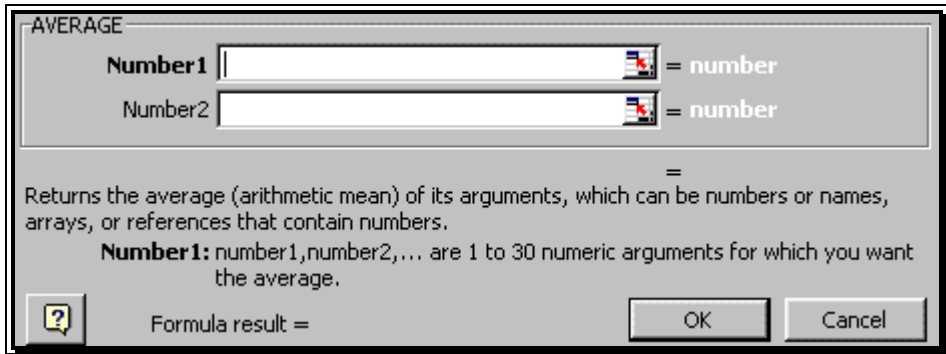 AVERAGE
Number1 = number
Number2 = number
=
Returns the average (arithmetic mean) of its arguments, which can be numbers or names,
arrays, or references that contain numbers.
Number1: number1,number2,... are 1 to 30 numeric arguments for which you want
the average.
? Formula result = OK Cancel